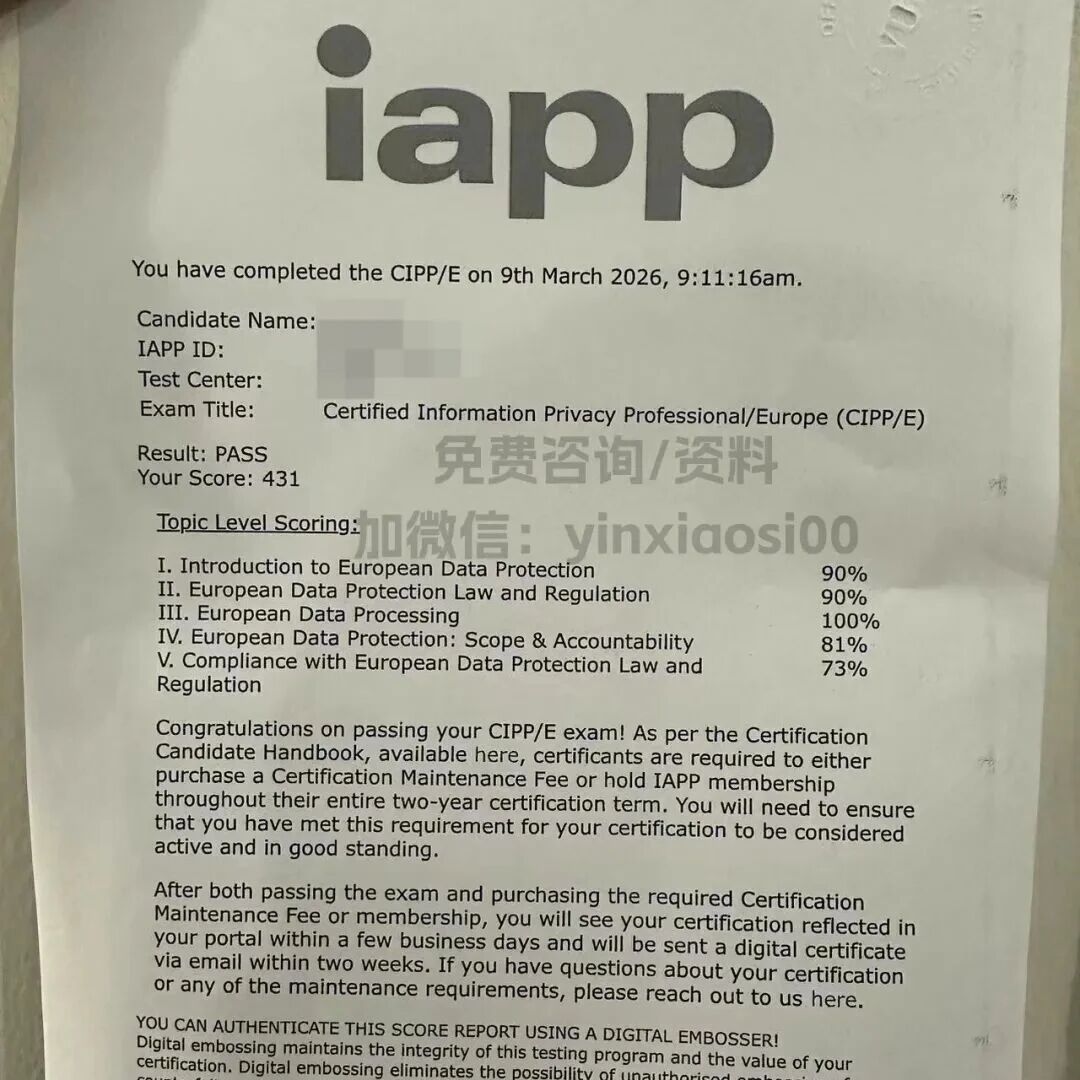 iapp
You have completed the CIPP/E on 9th March 2026, 9:11:16am.
Candidate Name:
IAPP ID:
Test Center:
Exam Title: Certified Information Privacy Professional/Europe (CIPP/E)
免费咨询/资料
Result: PASS
Your Score: 431
加微信：yinxiaosi00
Topic Level Scoring:
I. Introduction to European Data Protection 90%
II. European Data Protection Law and Regulation 90%
III. European Data Processing 100%
IV. European Data Protection: Scope & Accountability 81%
V. Compliance with European Data Protection Law and 73%
Regulation
Congratulations on passing your CIPP/E exam! As per the Certification
Candidate Handbook, available here, certificants are required to either
purchase a Certification Maintenance Fee or hold IAPP membership
throughout their entire two-year certification term. You will need to ensure
that you have met this requirement for your certification to be considered
active and in good standing.
After both passing the exam and purchasing the required Certification
Maintenance Fee or membership, you will see your certification reflected in
your portal within a few business days and will be sent a digital certificate
via email within two weeks. If you have questions about your certification
or any of the maintenance requirements, please reach out to us here.
YOU CAN AUTHENTICATE THIS SCORE REPORT USING A DIGITAL EMBOSSER!
Digital embossing maintains the integrity of this testing program and the value of your
certification. Digital embossing eliminates the possibility of unauthorised